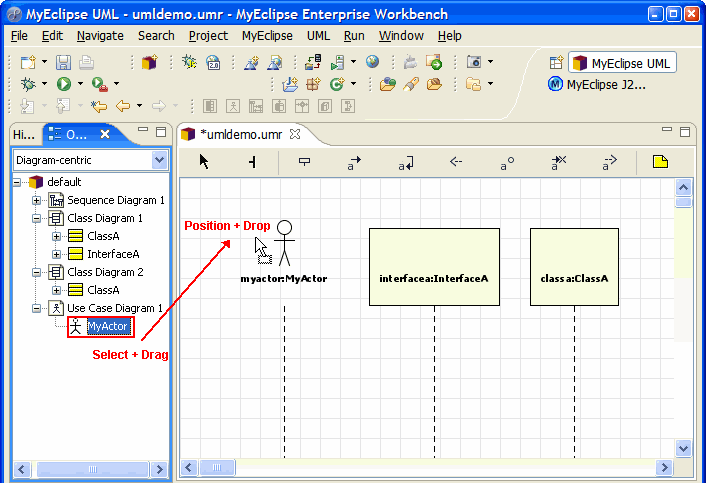 MyEclipse UML - umldemo.umr - MyEclipse Enterprise Workbench
File Edit Navigate Search Project MyEclipse UML Run Window Help
2.0
MyEclipse UML
MyEclipse J2...
Hi... O... *umldemo.umr
Diagram-centric
a a a a a
default
Sequence Diagram 1
Class Diagram 1
ClassA
InterfaceA
Class Diagram 2
ClassA
Use Case Diagram 1
MyActor
Select + Drag
Position + Drop
myactor:MyActor
interfacea:InterfaceA
classa:ClassA